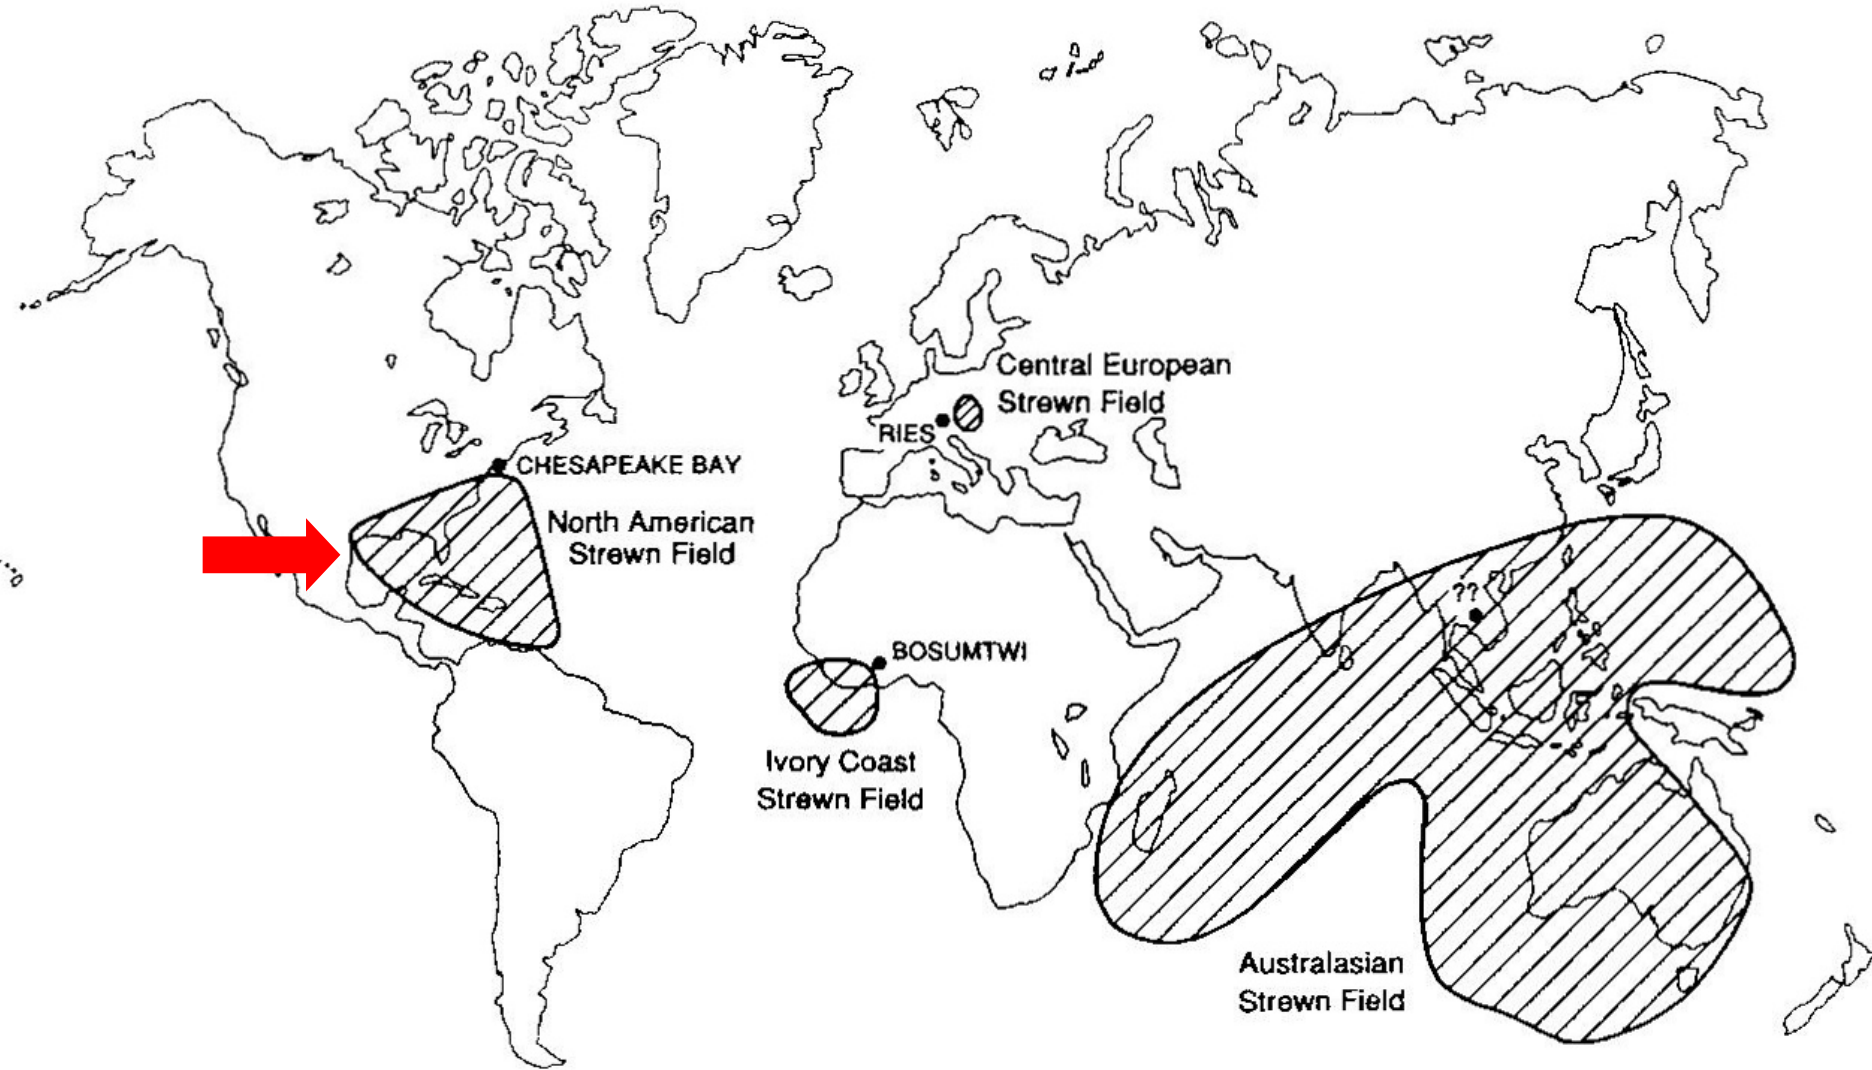 Central European
Strewn Field
RIES
CHESAPEAKE BAY
North American
Strewn Field
??
BOSUMTWI
Ivory Coast
Strewn Field
Australasian
Strewn Field